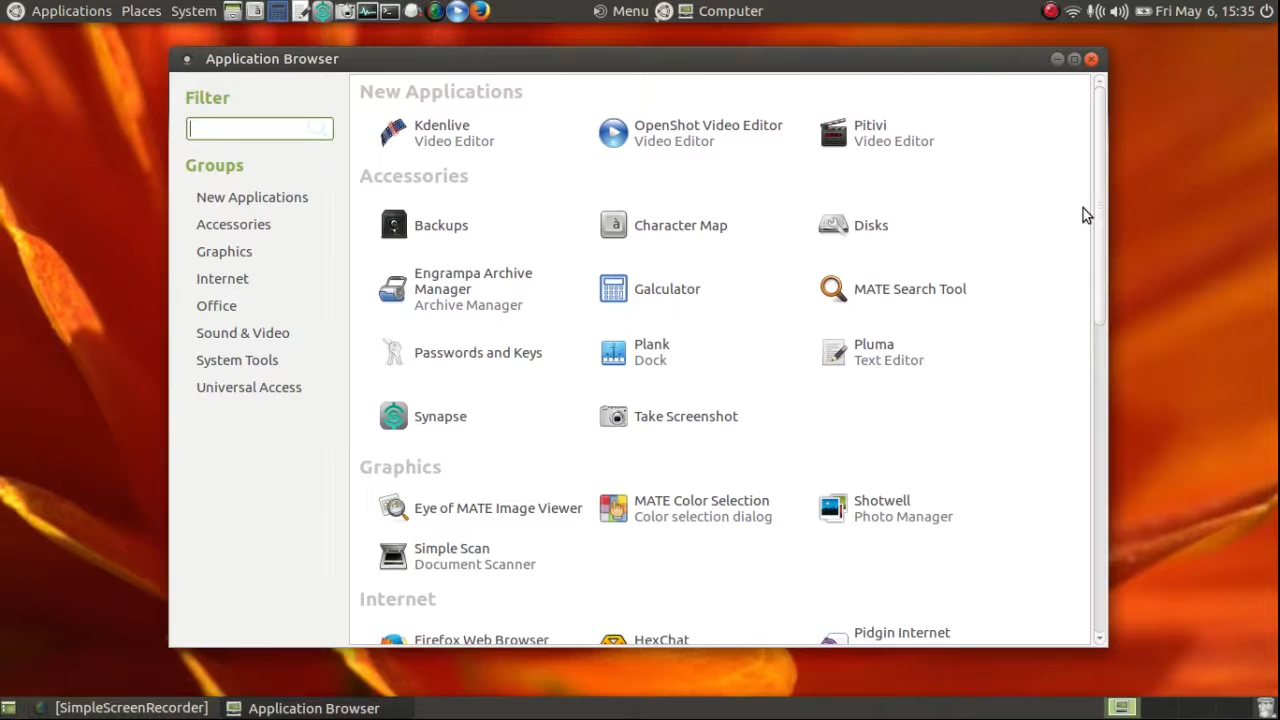 Applications Places System Menu Computer Fri May 6, 15:35
Application Browser
Filter
Groups
New Applications
Accessories
Graphics
Internet
Office
Sound & Video
System Tools
Universal Access
New Applications
Kdenlive
Video Editor
OpenShot Video Editor
Video Editor
Pitivi
Video Editor
Accessories
Backups
Character Map
Disks
Engrampa Archive
Manager
Archive Manager
Galculator
MATE Search Tool
Passwords and Keys
Plank
Dock
Pluma
Text Editor
Synapse
Take Screenshot
Graphics
Eye of MATE Image Viewer
MATE Color Selection
Color selection dialog
Shotwell
Photo Manager
Simple Scan
Document Scanner
Internet
Firefox Web Browser
HexChat
Pidgin Internet
[SimpleScreenRecorder] Application Browser